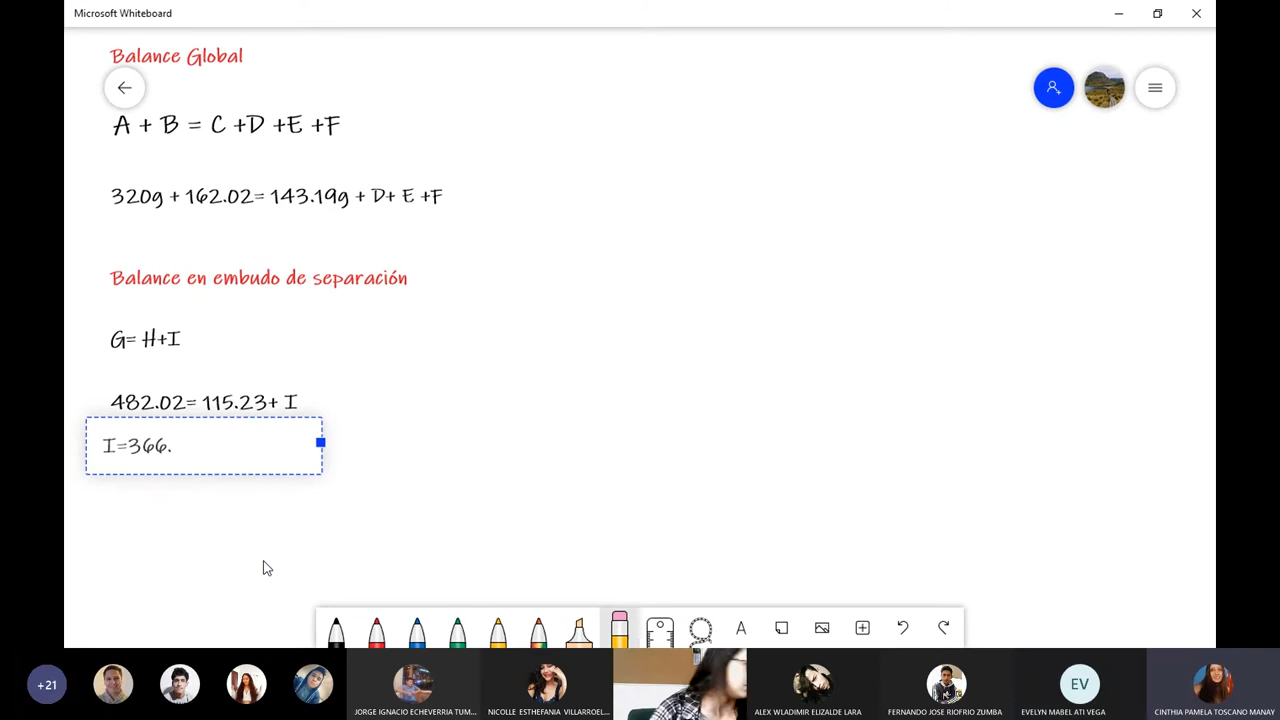 Microsoft Whiteboard
Balance Global
A + B = C +D +E +F
320g + 162.02= 143.19g + D+ E +F
Balance en embudo de separación
G= H+I
482.02= 115.23+ I
I=366.
A
+21
JORGE IGNACIO ECHEVERRIA TUM...
NICOLLE ESTHEFANIA VILLARROEL...
ALEX WLADIMIR ELIZALDE LARA
FERNANDO JOSE RIOFRIO ZUMBA
EV
EVELYN MABEL ATI VEGA
CINTHIA PAMELA TOSCANO MANAY